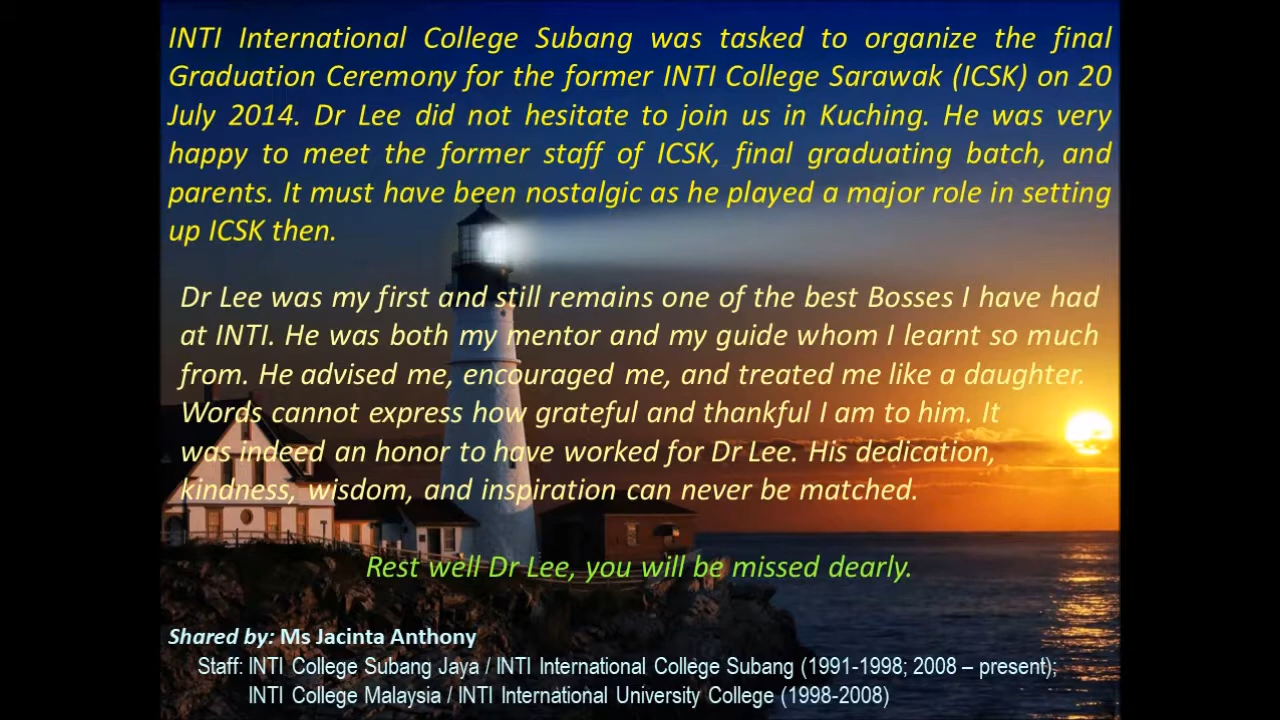 INTI International College Subang was tasked to organize the final
Graduation Ceremony for the former INTI College Sarawak (ICSK) on 20
July 2014. Dr Lee did not hesitate to join us in Kuching. He was very
happy to meet the former staff of ICSK, final graduating batch, and
parents. It must have been nostalgic as he played a major role in setting
up ICSK then.
Dr Lee was my first and still remains one of the best Bosses I have had
at INTI. He was both my mentor and my guide whom I learnt so much
from. He advised me, encouraged me, and treated me like a daughter.
Words cannot express how grateful and thankful I am to him. It
was indeed an honor to have worked for Dr Lee. His dedication,
kindness, wisdom, and inspiration can never be matched.
Rest well Dr Lee, you will be missed dearly.
Shared by: Ms Jacinta Anthony
Staff: INTI College Subang Jaya / INTI International College Subang (1991-1998; 2008 – present);
INTI College Malaysia / INTI International University College (1998-2008)